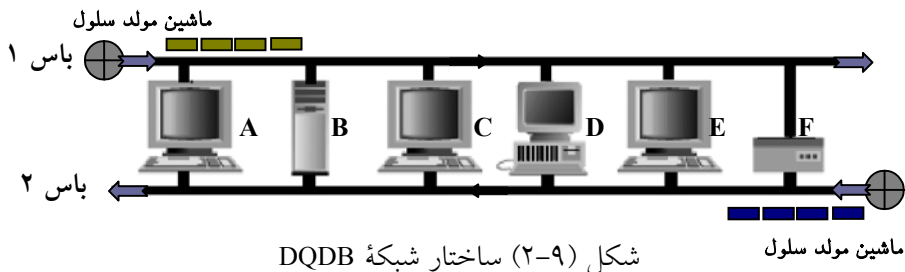 ماشین مولد سلول
باس ۱
A B C D E F
باس ۲
ماشین مولد سلول
شکل (۹-۲) ساختار شبکهٔ DQDB